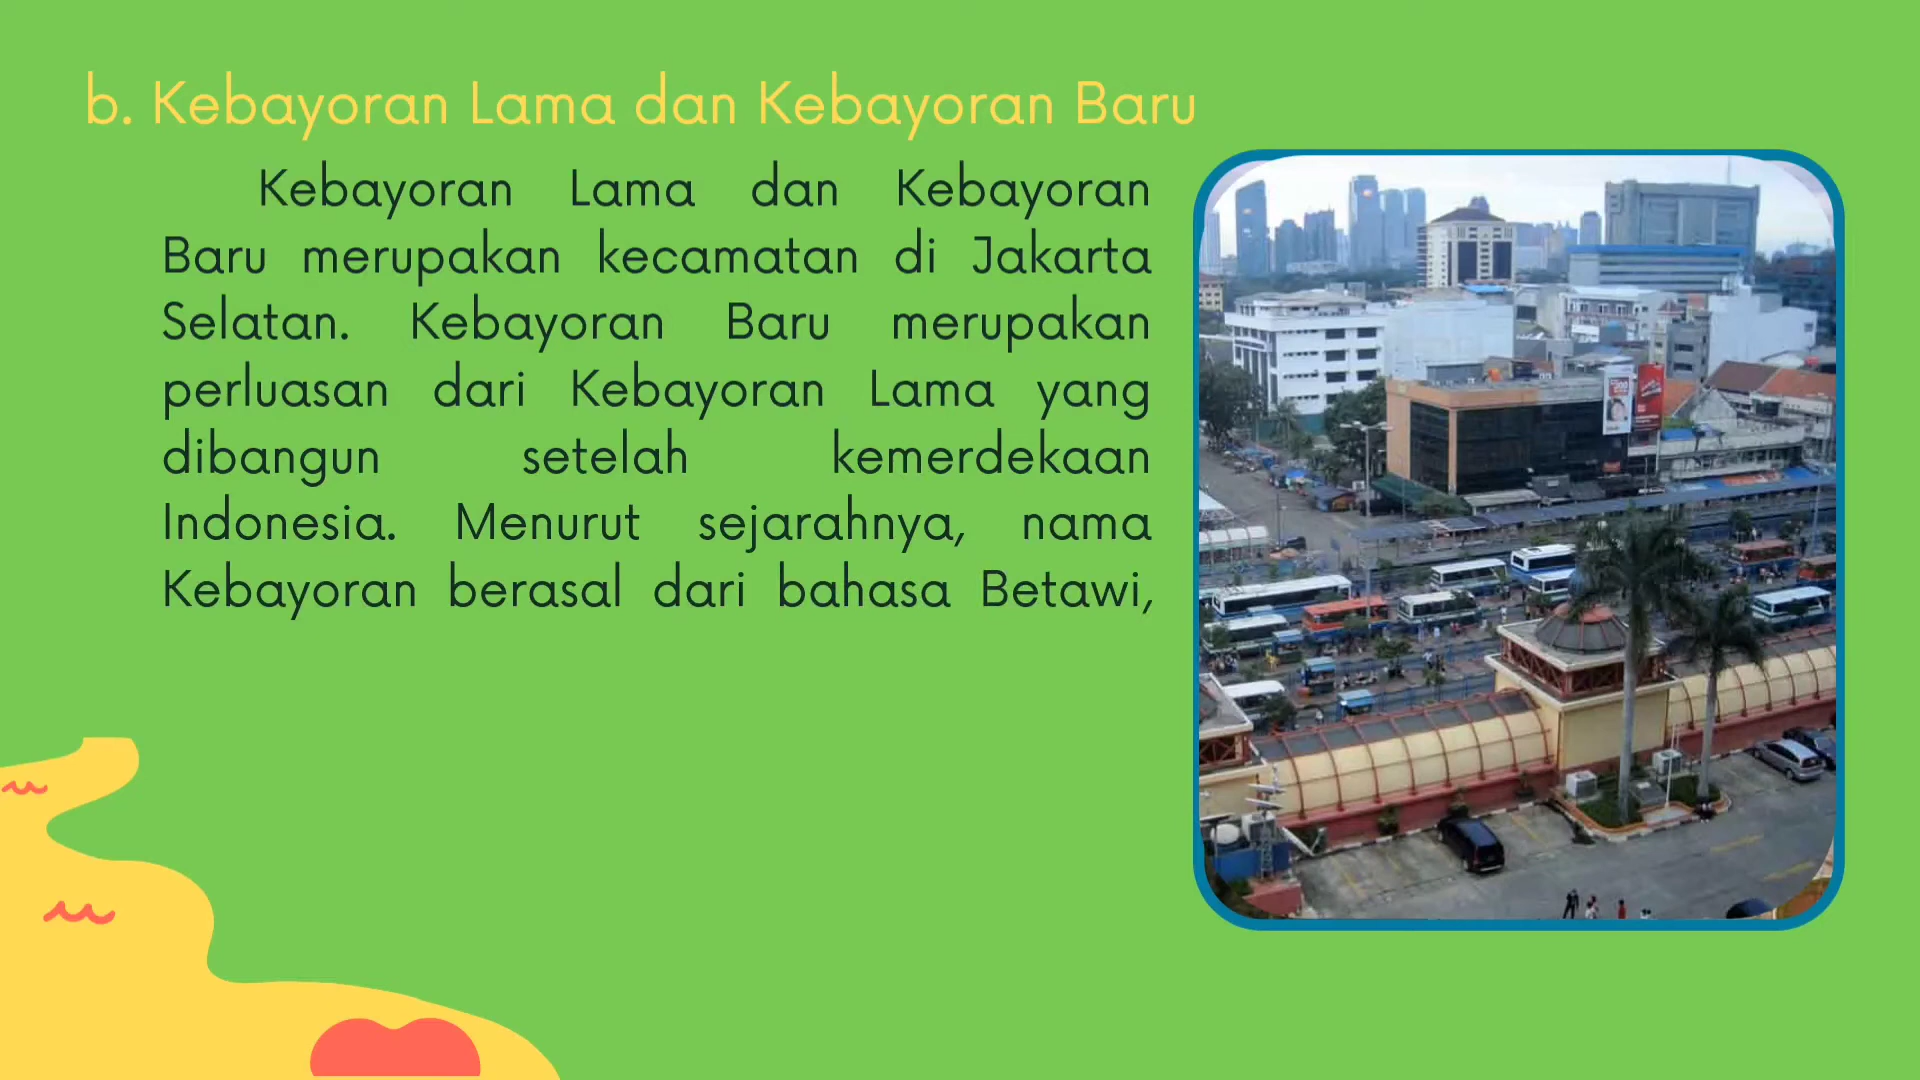 b. Kebayoran Lama dan Kebayoran Baru
Kebayoran Lama dan Kebayoran
Baru merupakan kecamatan di Jakarta
Selatan. Kebayoran Baru merupakan
perluasan dari Kebayoran Lama yang
dibangun setelah kemerdekaan
Indonesia. Menurut sejarahnya, nama
Kebayoran berasal dari bahasa Betawi,